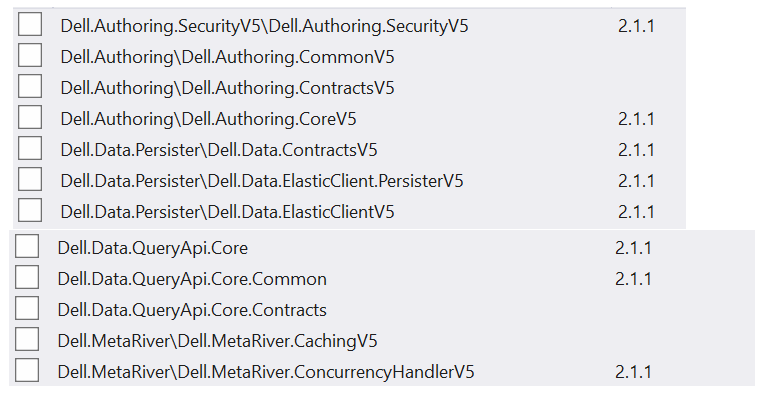 Dell.Authoring.SecurityV5\Dell.Authoring.SecurityV5 2.1.1
Dell.Authoring\Dell.Authoring.CommonV5
Dell.Authoring\Dell.Authoring.ContractsV5
Dell.Authoring\Dell.Authoring.CoreV5 2.1.1
Dell.Data.Persister\Dell.Data.ContractsV5 2.1.1
Dell.Data.Persister\Dell.Data.ElasticClient.PersisterV5 2.1.1
Dell.Data.Persister\Dell.Data.ElasticClientV5 2.1.1
Dell.Data.QueryApi.Core 2.1.1
Dell.Data.QueryApi.Core.Common 2.1.1
Dell.Data.QueryApi.Core.Contracts
Dell.MetaRiver\Dell.MetaRiver.CachingV5
Dell.MetaRiver\Dell.MetaRiver.ConcurrencyHandlerV5 2.1.1